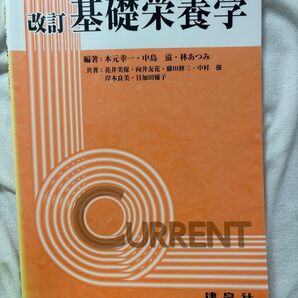 改訂 基礎栄養学
編著：木元幸一・中島 滋・林あつみ
共著：花井美保・向井友花・藤田修三・中村 強
岸本良美・目加田優子
CURRENT
建帛社